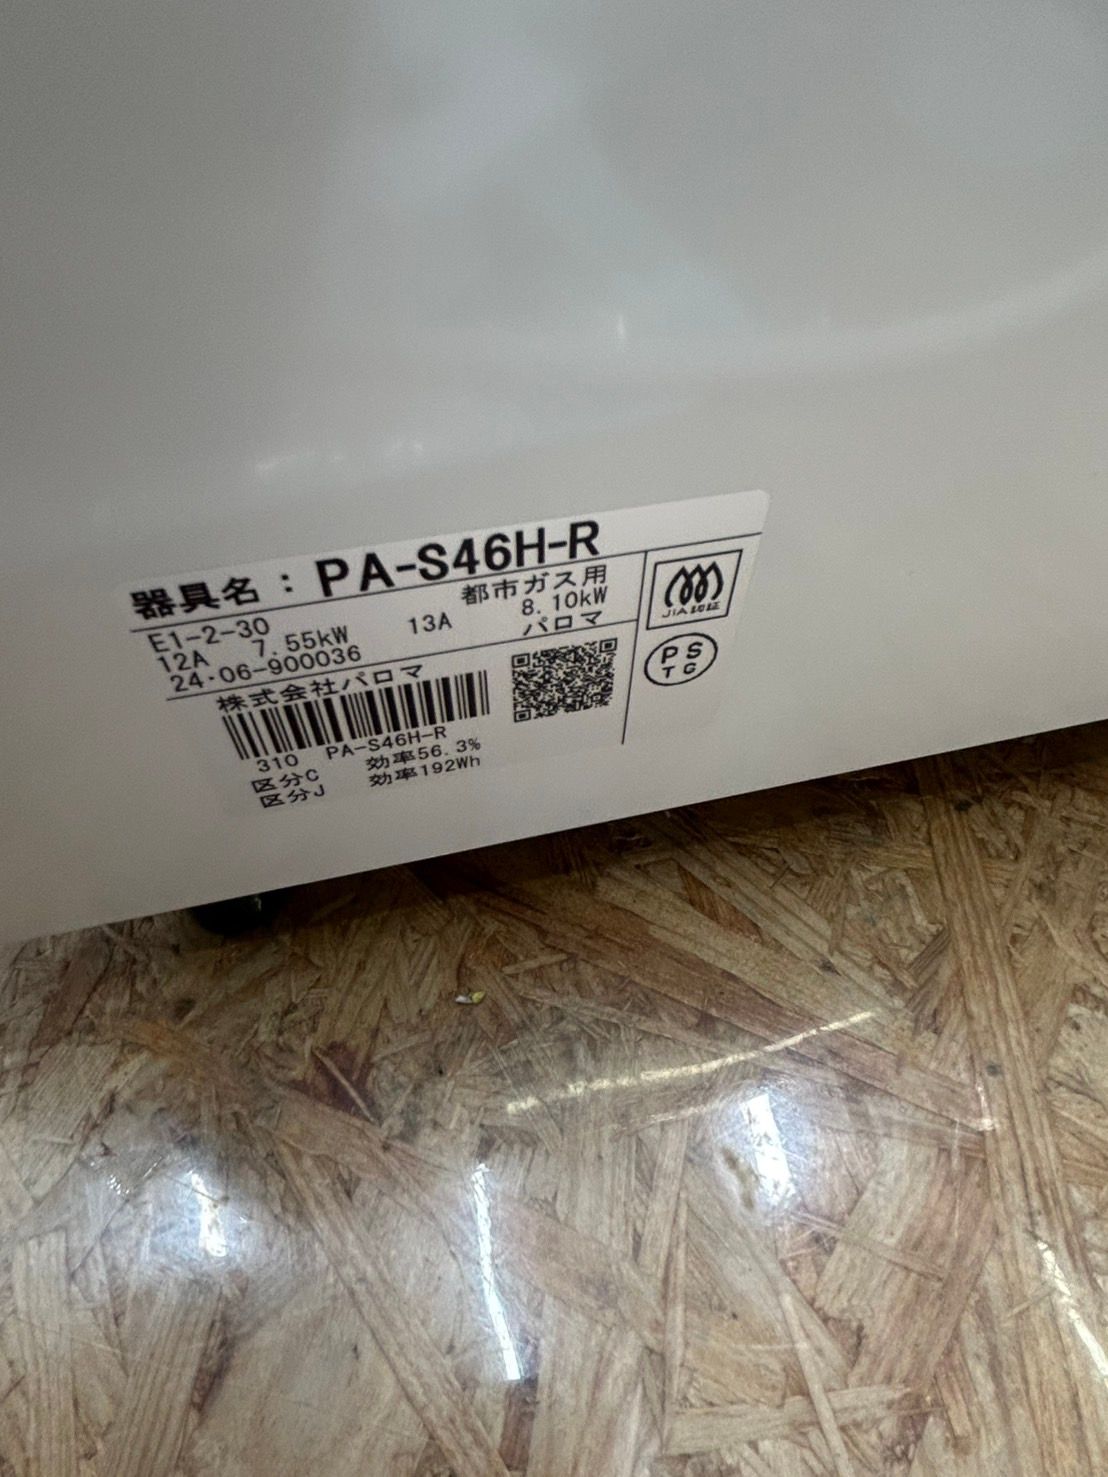 器具名：PA-S46H-R
E1-2-30 都市ガス用
12A 7.55kW 13A 8.10kW
24・06-900036 パロマ
株式会社パロマ
310 PA-S46H-R
区分C 効率56.3%
区分J 効率192Wh
JIA認証
PS
TG